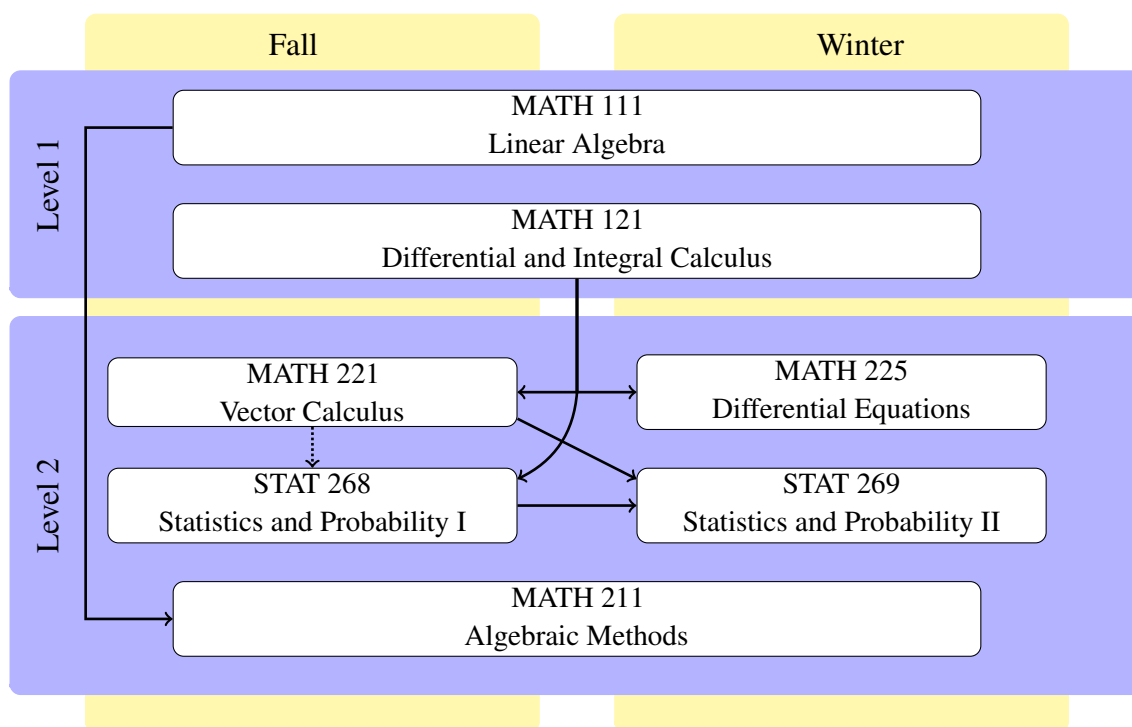 Fall
Winter
Level 1
MATH 111
Linear Algebra
MATH 121
Differential and Integral Calculus
Level 2
MATH 221
Vector Calculus
MATH 225
Differential Equations
STAT 268
Statistics and Probability I
STAT 269
Statistics and Probability II
MATH 211
Algebraic Methods